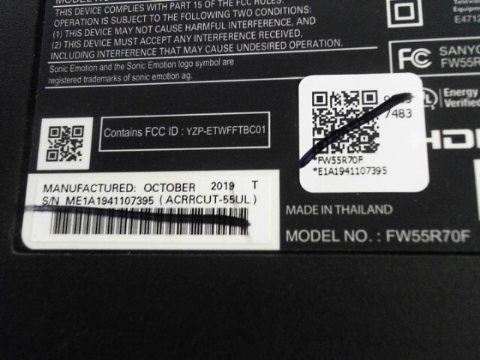 THIS DEVICE COMPLIES WITH PART 15 OF THE FCC RULES.
OPERATION IS SUBJECT TO THE FOLLOWING TWO CONDITIONS:
(1) THIS DEVICE MAY NOT CAUSE HARMFUL INTERFERENCE, AND
(2) THIS DEVICE MUST ACCEPT ANY INTERFERENCE RECEIVED,
INCLUDING INTERFERENCE THAT MAY CAUSE UNDESIRED OPERATION.
Sonic Emotion and the Sonic Emotion logo symbol are
registered trademarks of sonic emotion ag.
E4712
FC SANYO
FW55R70F
UL Energy
Verified
7483
HDMI
*FW55R70F
*E1A1941107395
Contains FCC ID : YZP-ETWFFTBC01
MANUFACTURED: OCTOBER 2019 T
S/N ME1A1941107395 (ACRRCUT-55UL)
MADE IN THAILAND
MODEL NO. : FW55R70F